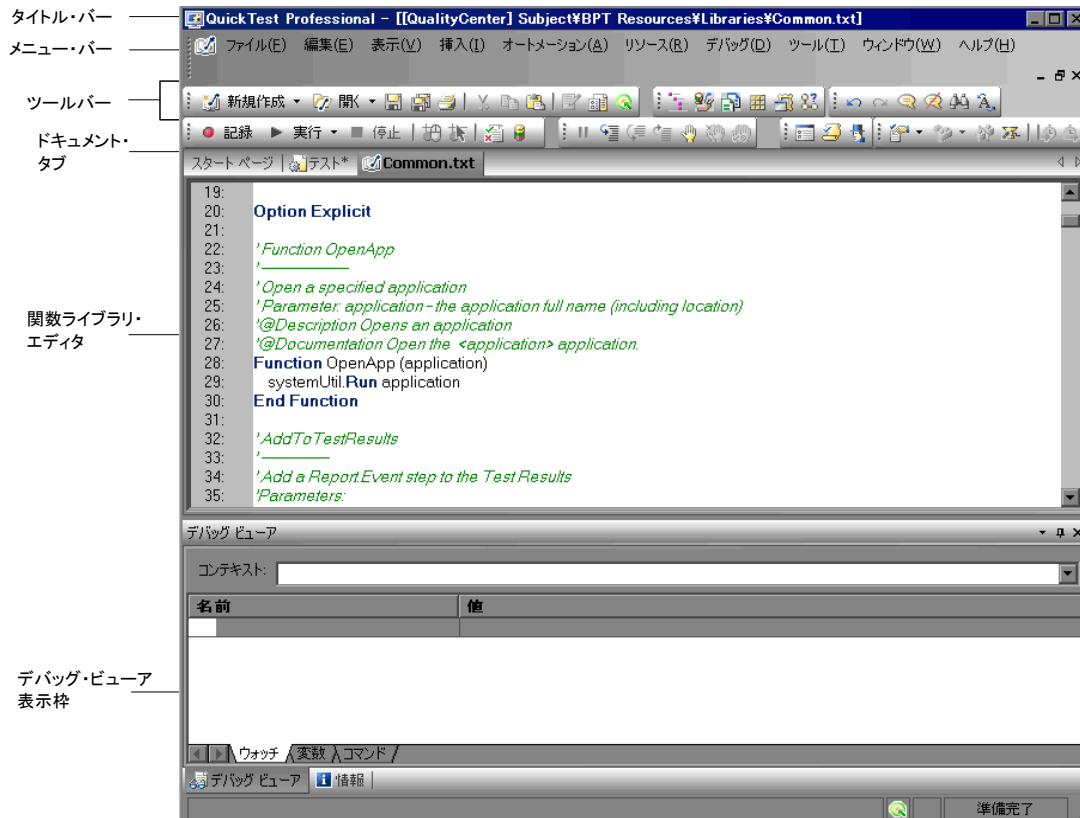 タイトル・バー
QuickTest Professional - [[QualityCenter] Subject¥BPT Resources¥Libraries¥Common.txt]
メニュー・バー
ファイル(F) 編集(E) 表示(V) 挿入(I) オートメーション(A) リソース(R) デバッグ(D) ツール(T) ウィンドウ(W) ヘルプ(H)
ツールバー
新規作成 開く
記録 実行 停止
ドキュメント・
タブ
スタート ページ テスト* Common.txt
19:
20: Option Explicit
21:
22: 'Function OpenApp
23: '——————
24: 'Open a specified application
25: 'Parameter: application - the application full name (including location)
26: '@Description Opens an application
27: '@Documentation Open the <application> application.
28: Function OpenApp (application)
29: systemUtil.Run application
30: End Function
31:
32: 'AddToTestResults
33: '—————
34: 'Add a Report.Event step to the Test Results
35: 'Parameters:
関数ライブラリ・
エディタ
デバッグ ビューア
コンテキスト:
名前 値
デバッグ・ビューア
表示枠
ウォッチ 変数 コマンド
デバッグ ビューア 情報
準備完了